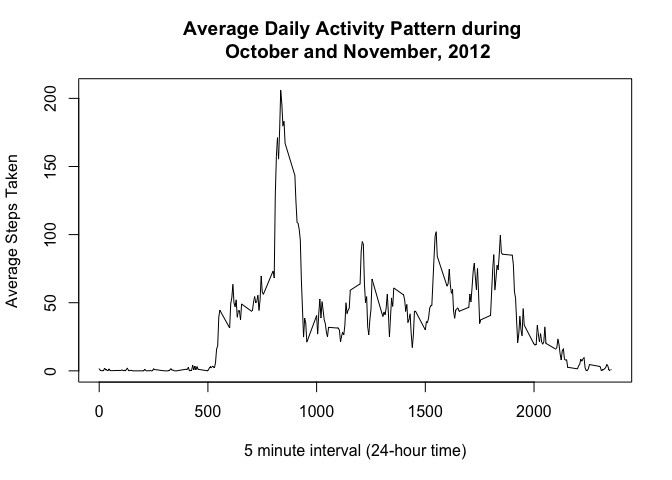 Average Daily Activity Pattern during
October and November, 2012
Average Steps Taken
200
150
100
50
0
0 500 1000 1500 2000
5 minute interval (24-hour time)